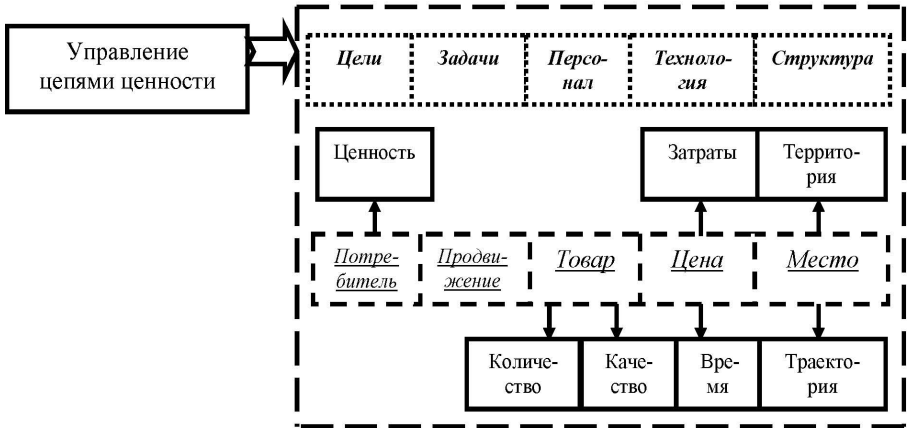 Управление
цепями ценности
Цели
Задачи
Персо-
нал
Техноло-
гия
Структура
Ценность
Затраты
Террито-
рия
Потре-
битель
Продви-
жение
Товар
Цена
Место
Количе-
ство
Качe-
ство
Вре-
мя
Траекто-
рия